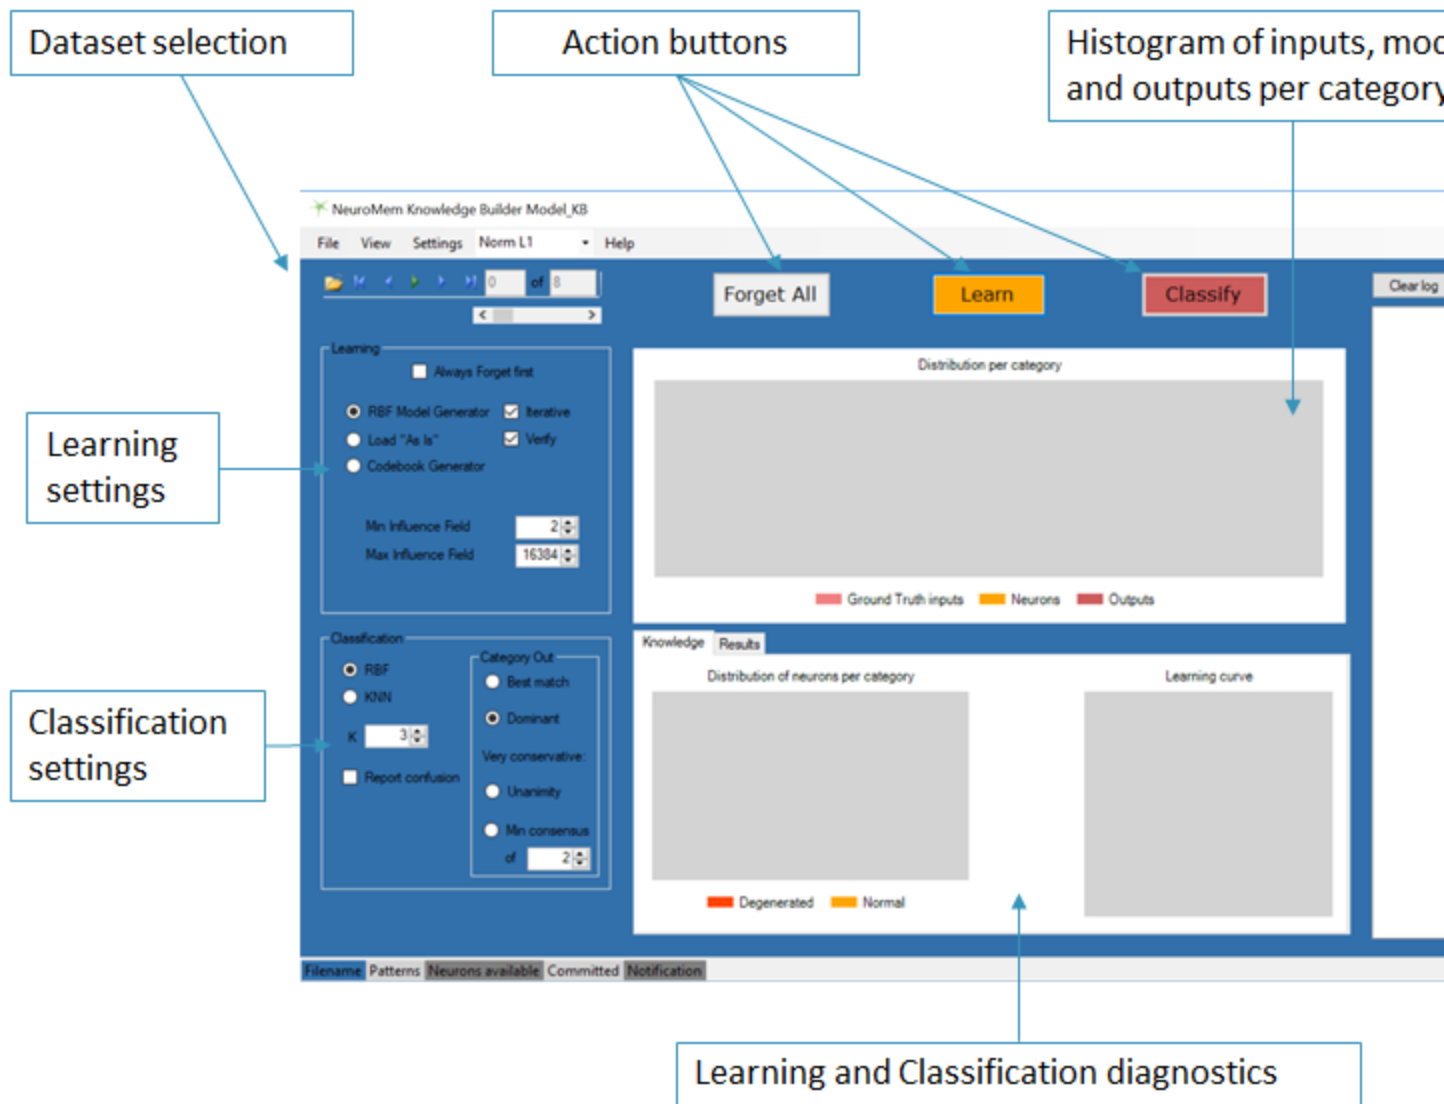 Dataset selection
Action buttons
Histogram of inputs,
and outputs per category
NeuroMem Knowledge Builder Model_KB
File View Settings Norm L1 Help
0 of 8
Forget All
Learn
Classify
Clear log
Learning
Always Forget first
RBF Model Generator Iterative
Load "As Is" Verify
Codebook Generator
Min Influence Field 2
Max Influence Field 16384
Learning
settings
Distribution per category
Ground Truth inputs Neurons Outputs
Classification
RBF
KNN
K 3
Report confusion
Category Out
Best match
Dominant
Very conservative:
Unanimity
Min consensus
of 2
Classification
settings
Knowledge Results
Distribution of neurons per category
Learning curve
Degenerated Normal
Filename Patterns Neurons available Committed Notification
Learning and Classification diagnostics